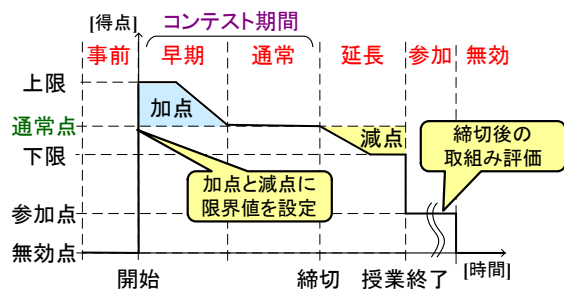 [得点]
コンテスト期間
事前 早期 通常 延長 参加 無効
上限
加点
通常点
減点
締切後の
取組み評価
下限
加点と減点に
限界値を設定
参加点
無効点
開始 締切 授業終了 [時間]